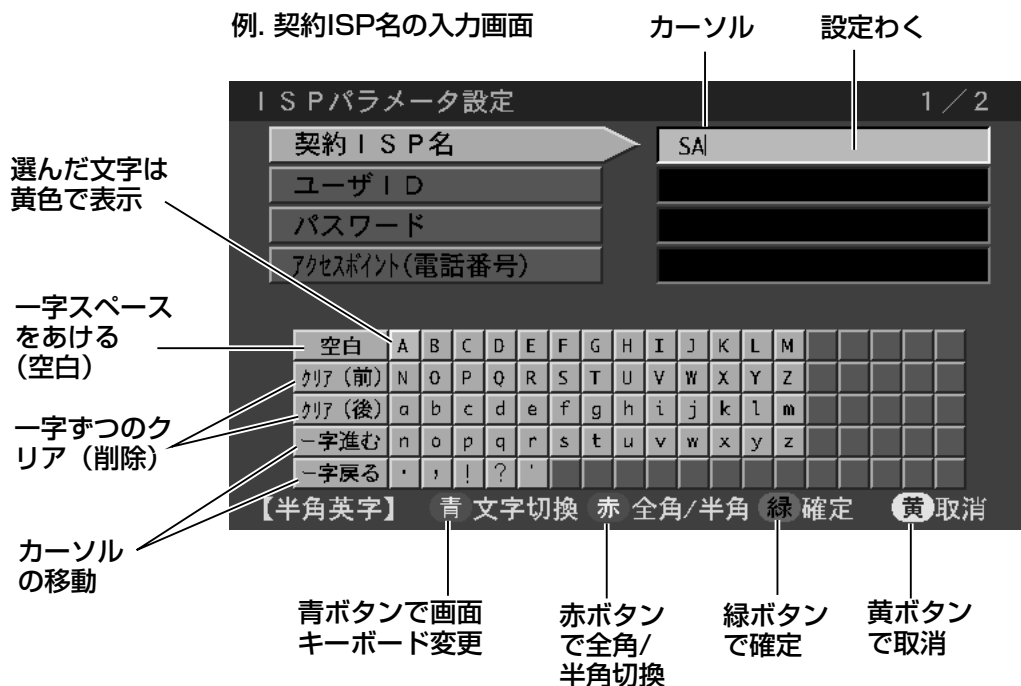 例. 契約ISP名の入力画面
カーソル
設定わく
ISPパラメータ設定
1/2
契約ISP名
SA
ユーザID
パスワード
アクセスポイント(電話番号)
選んだ文字は
黄色で表示
一字スペース
をあける
(空白)
一字ずつのク
リア(削除)
カーソル
の移動
空白 A B C D E F G H I J K L M
クリア(前) N O P Q R S T U V W X Y Z
クリア(後) a b c d e f g h i j k l m
一字進む n o p q r s t u v w x y z
一字戻る ・ , ! ? '
【半角英字】 青 文字切換 赤 全角/半角 緑 確定 黄 取消
青ボタンで画面
キーボード変更
赤ボタン
で全角/
半角切換
緑ボタン
で確定
黄ボタン
で取消